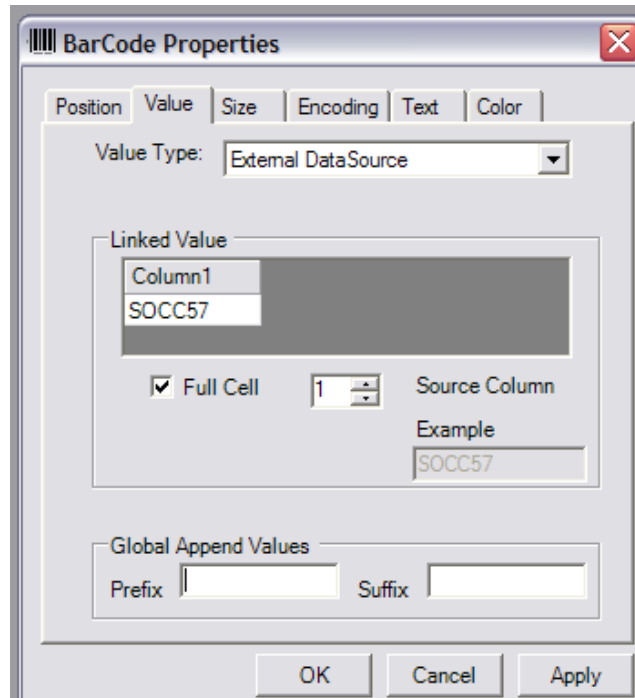 BarCode Properties
Position Value Size Encoding Text Color
Value Type: External DataSource
Linked Value
Column1
SOCC57
Full Cell 1 Source Column
Example
SOCC57
Global Append Values
Prefix Suffix
OK Cancel Apply